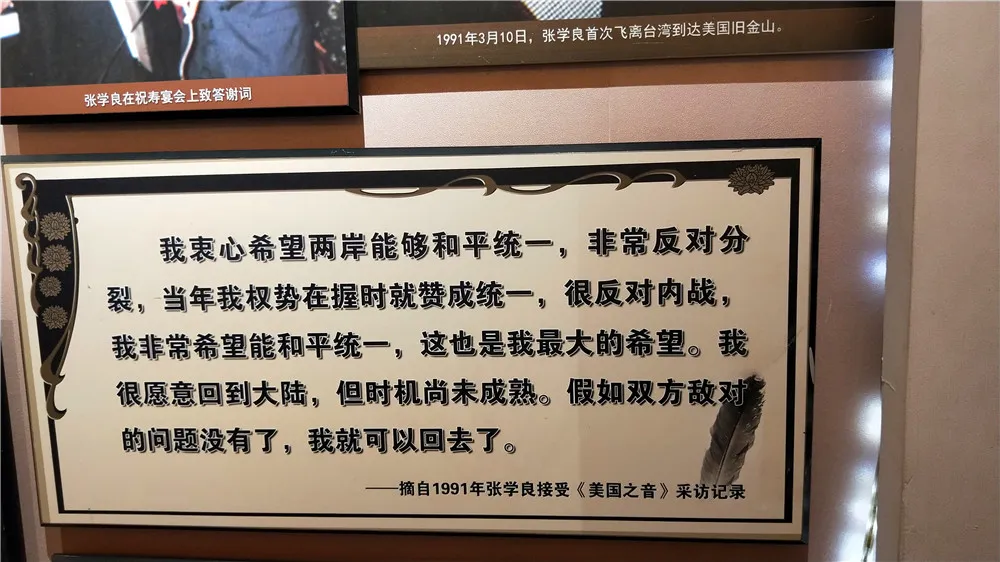 张学良在祝寿宴会上致答谢词
1991年3月10日，张学良首次飞离台湾到达美国旧金山。
我衷心希望两岸能够和平统一，非常反对分
裂，当年我权势在握时就赞成统一，很反对内战，
我非常希望能和平统一，这也是我最大的希望。我
很愿意回到大陆，但时机尚未成熟。假如双方敌对
的问题没有了，我就可以回去了。
——摘自1991年张学良接受《美国之音》采访记录